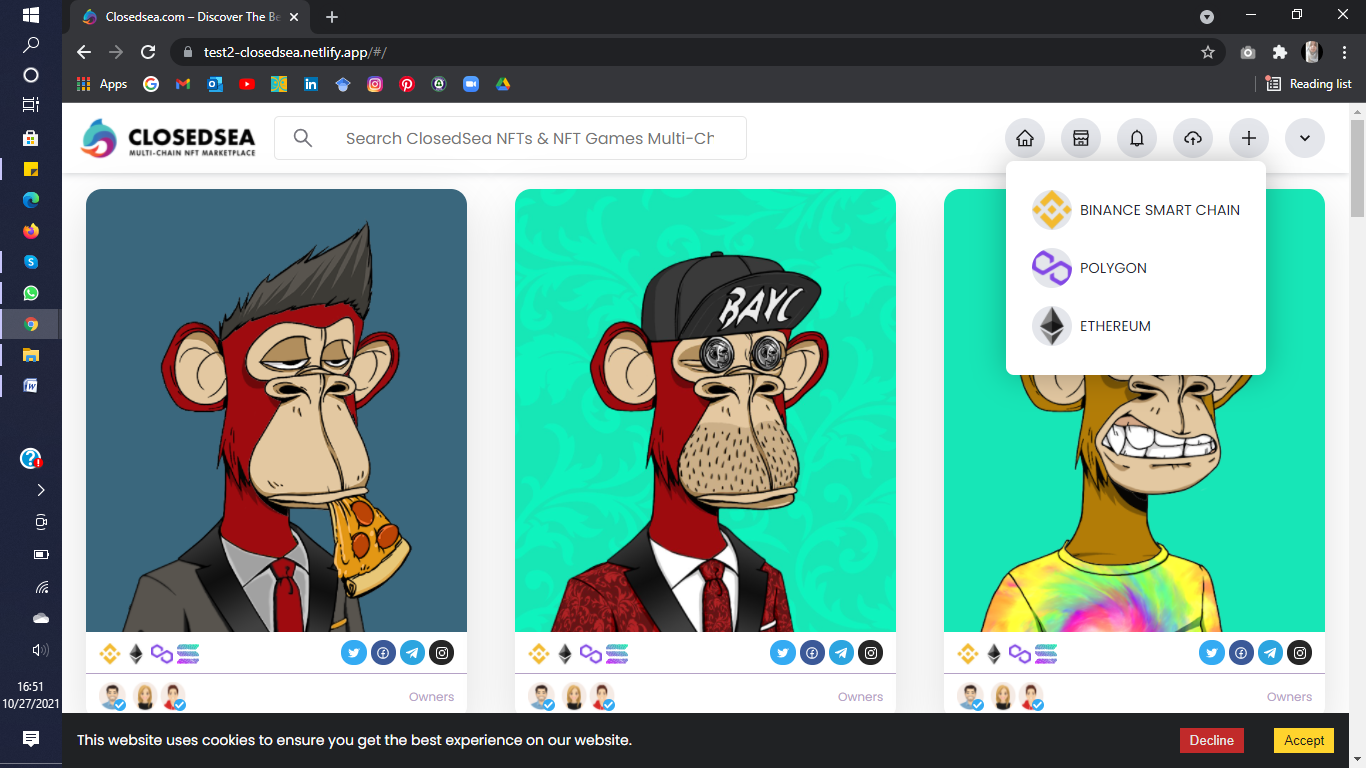 Closedsea.com – Discover The Be
test2-closedsea.netlify.app/#/
Apps
Reading list
CLOSEDSEA
MULTI-CHAIN NFT MARKETPLACE
Search ClosedSea NFTs & NFT Games Multi-Ch
BINANCE SMART CHAIN
POLYGON
ETHEREUM
BAYC
Owners
Owners
Owners
16:51
10/27/2021
This website uses cookies to ensure you get the best experience on our website.
Decline
Accept